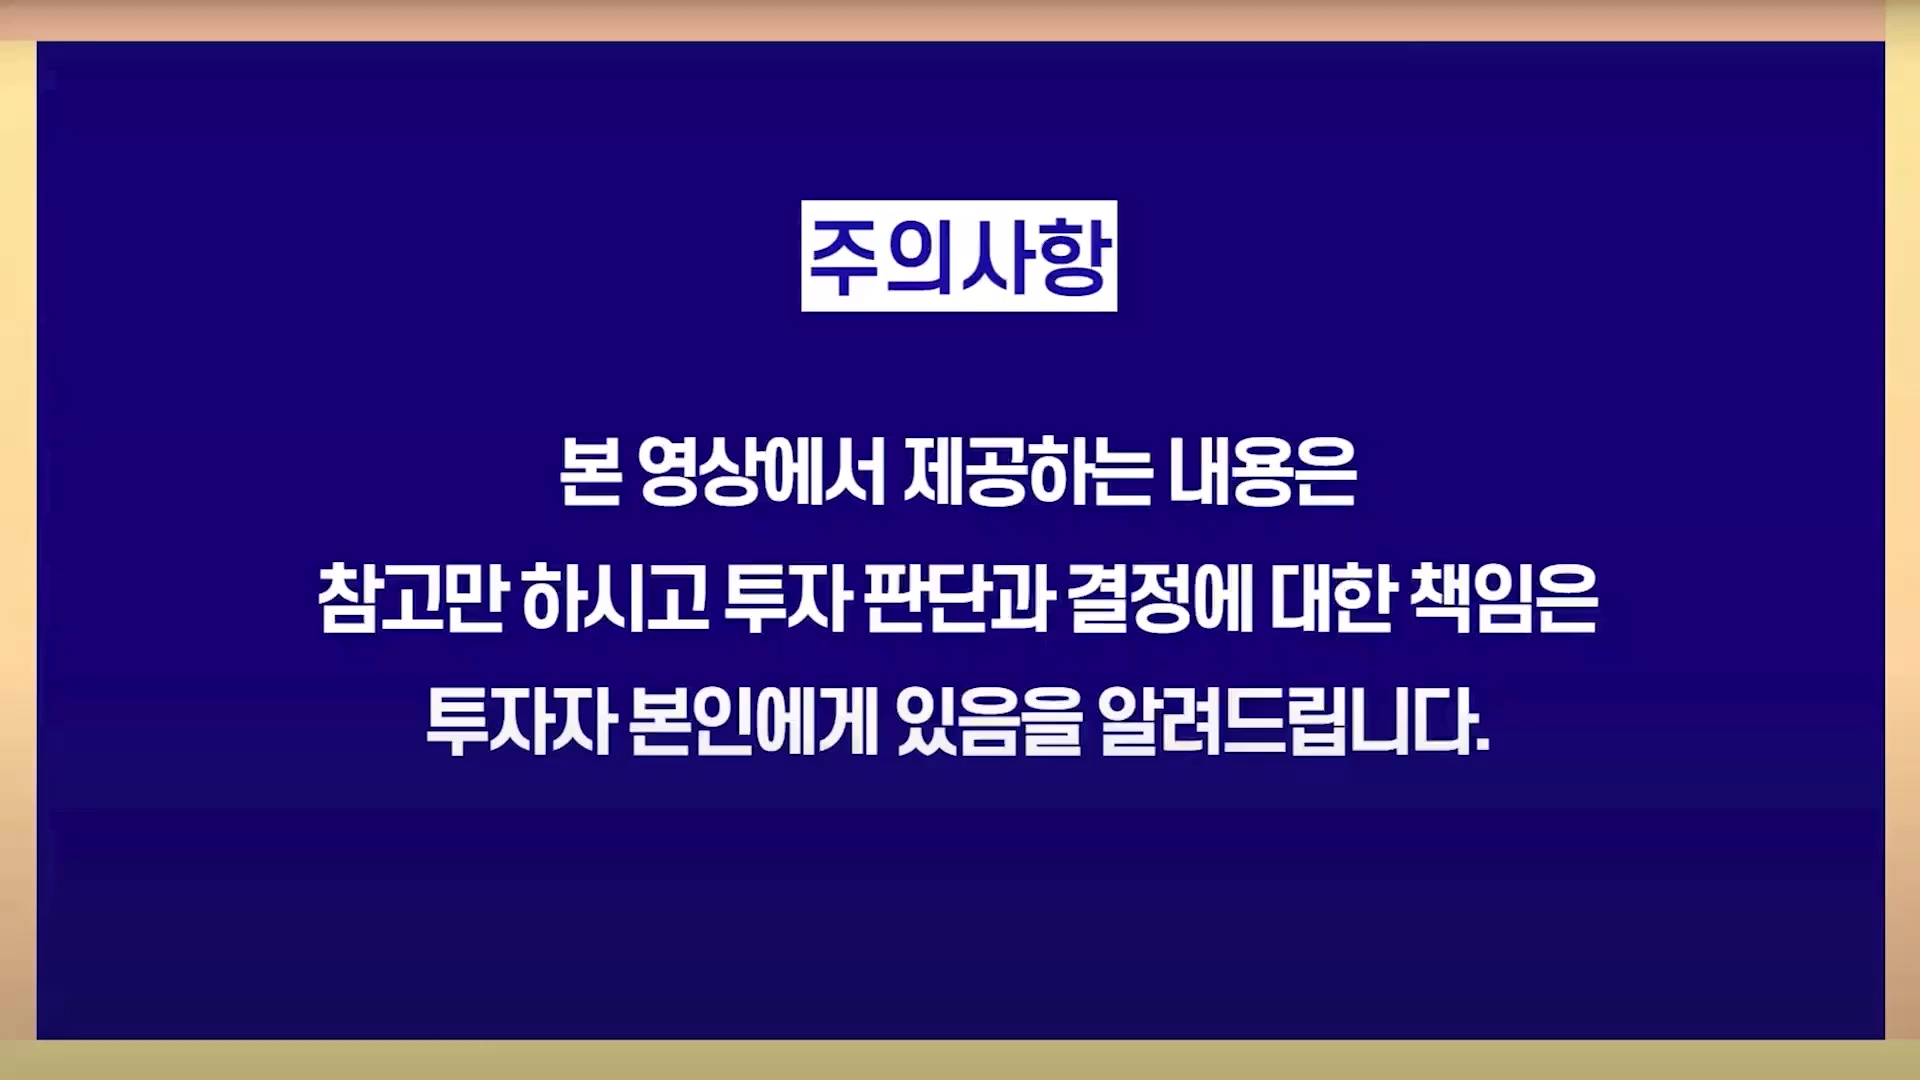 주의사항
본 영상에서 제공하는 내용은
참고만 하시고 투자 판단과 결정에 대한 책임은
투자자 본인에게 있음을 알려드립니다.